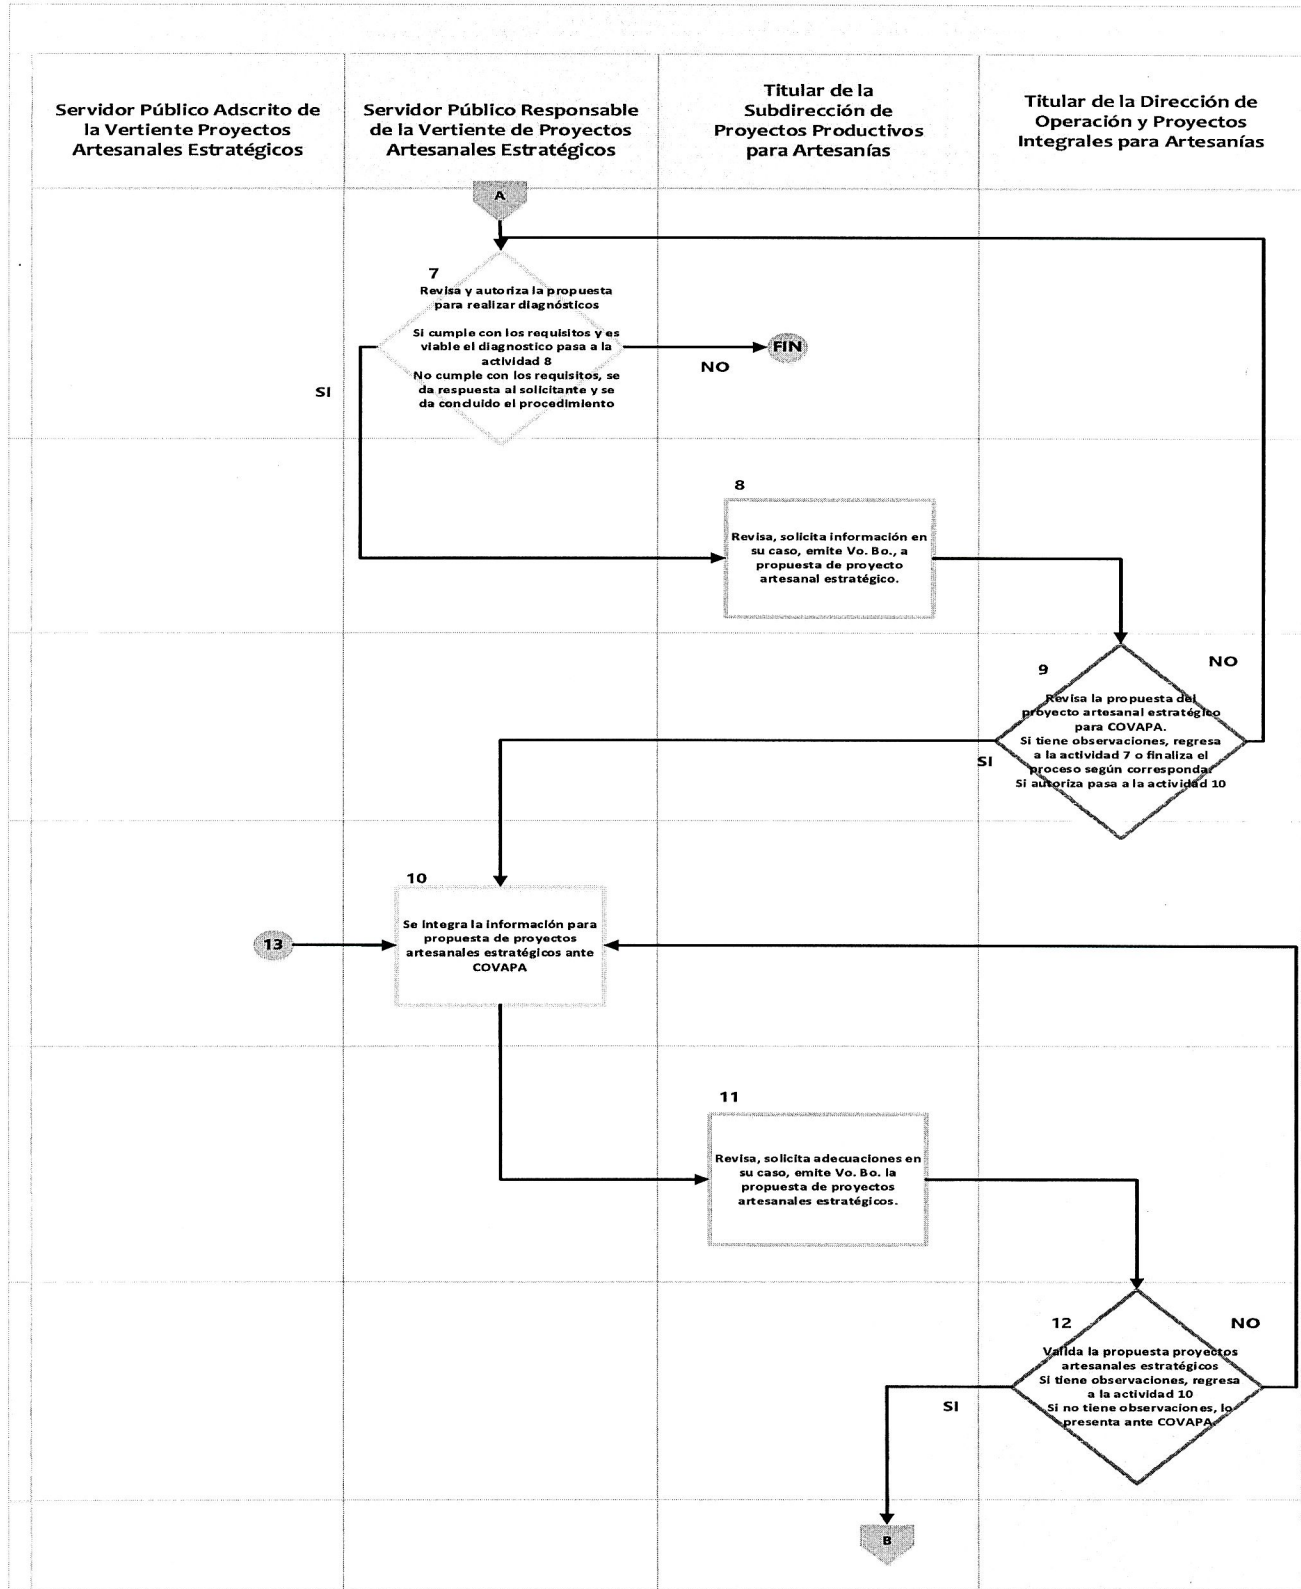 Servidor Público Adscrito de
la Vertiente Proyectos
Artesanales Estratégicos
Servidor Público Responsable
de la Vertiente de Proyectos
Artesanales Estratégicos
Titular de la
Subdirección de
Proyectos Productivos
para Artesanías
Titular de la Dirección de
Operación y Proyectos
Integrales para Artesanías
A
7
Revisa y autoriza la propuesta
para realizar diagnósticos
Si cumple con los requisitos y es
viable el diagnostico pasa a la
actividad 8
No cumple con los requisitos, se
da respuesta al solicitante y se
da concluido el procedimiento
SI
NO
FIN
8
Revisa, solicita información en
su caso, emite Vo. Bo., a
propuesta de proyecto
artesanal estratégico.
9
NO
Revisa la propuesta del
proyecto artesanal estratégico
para COVAPA.
Si tiene observaciones, regresa
a la actividad 7 o finaliza el
proceso según corresponda.
Si autoriza pasa a la actividad 10
SI
10
Se integra la información para
propuesta de proyectos
artesanales estratégicos ante
COVAPA
13
11
Revisa, solicita adecuaciones en
su caso, emite Vo. Bo. la
propuesta de proyectos
artesanales estratégicos.
12
NO
Valida la propuesta proyectos
artesanales estratégicos
Si tiene observaciones, regresa
a la actividad 10
Si no tiene observaciones, lo
presenta ante COVAPA.
SI
B